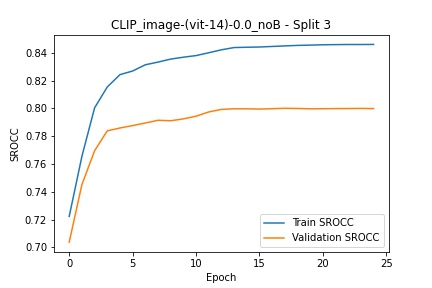 CLIP_image-(vit-14)-0.0_noB - Split 3
SROCC
0.84
0.82
0.80
0.78
0.76
0.74
0.72
0.70
0
5
10
15
20
25
Epoch
Train SROCC
Validation SROCC